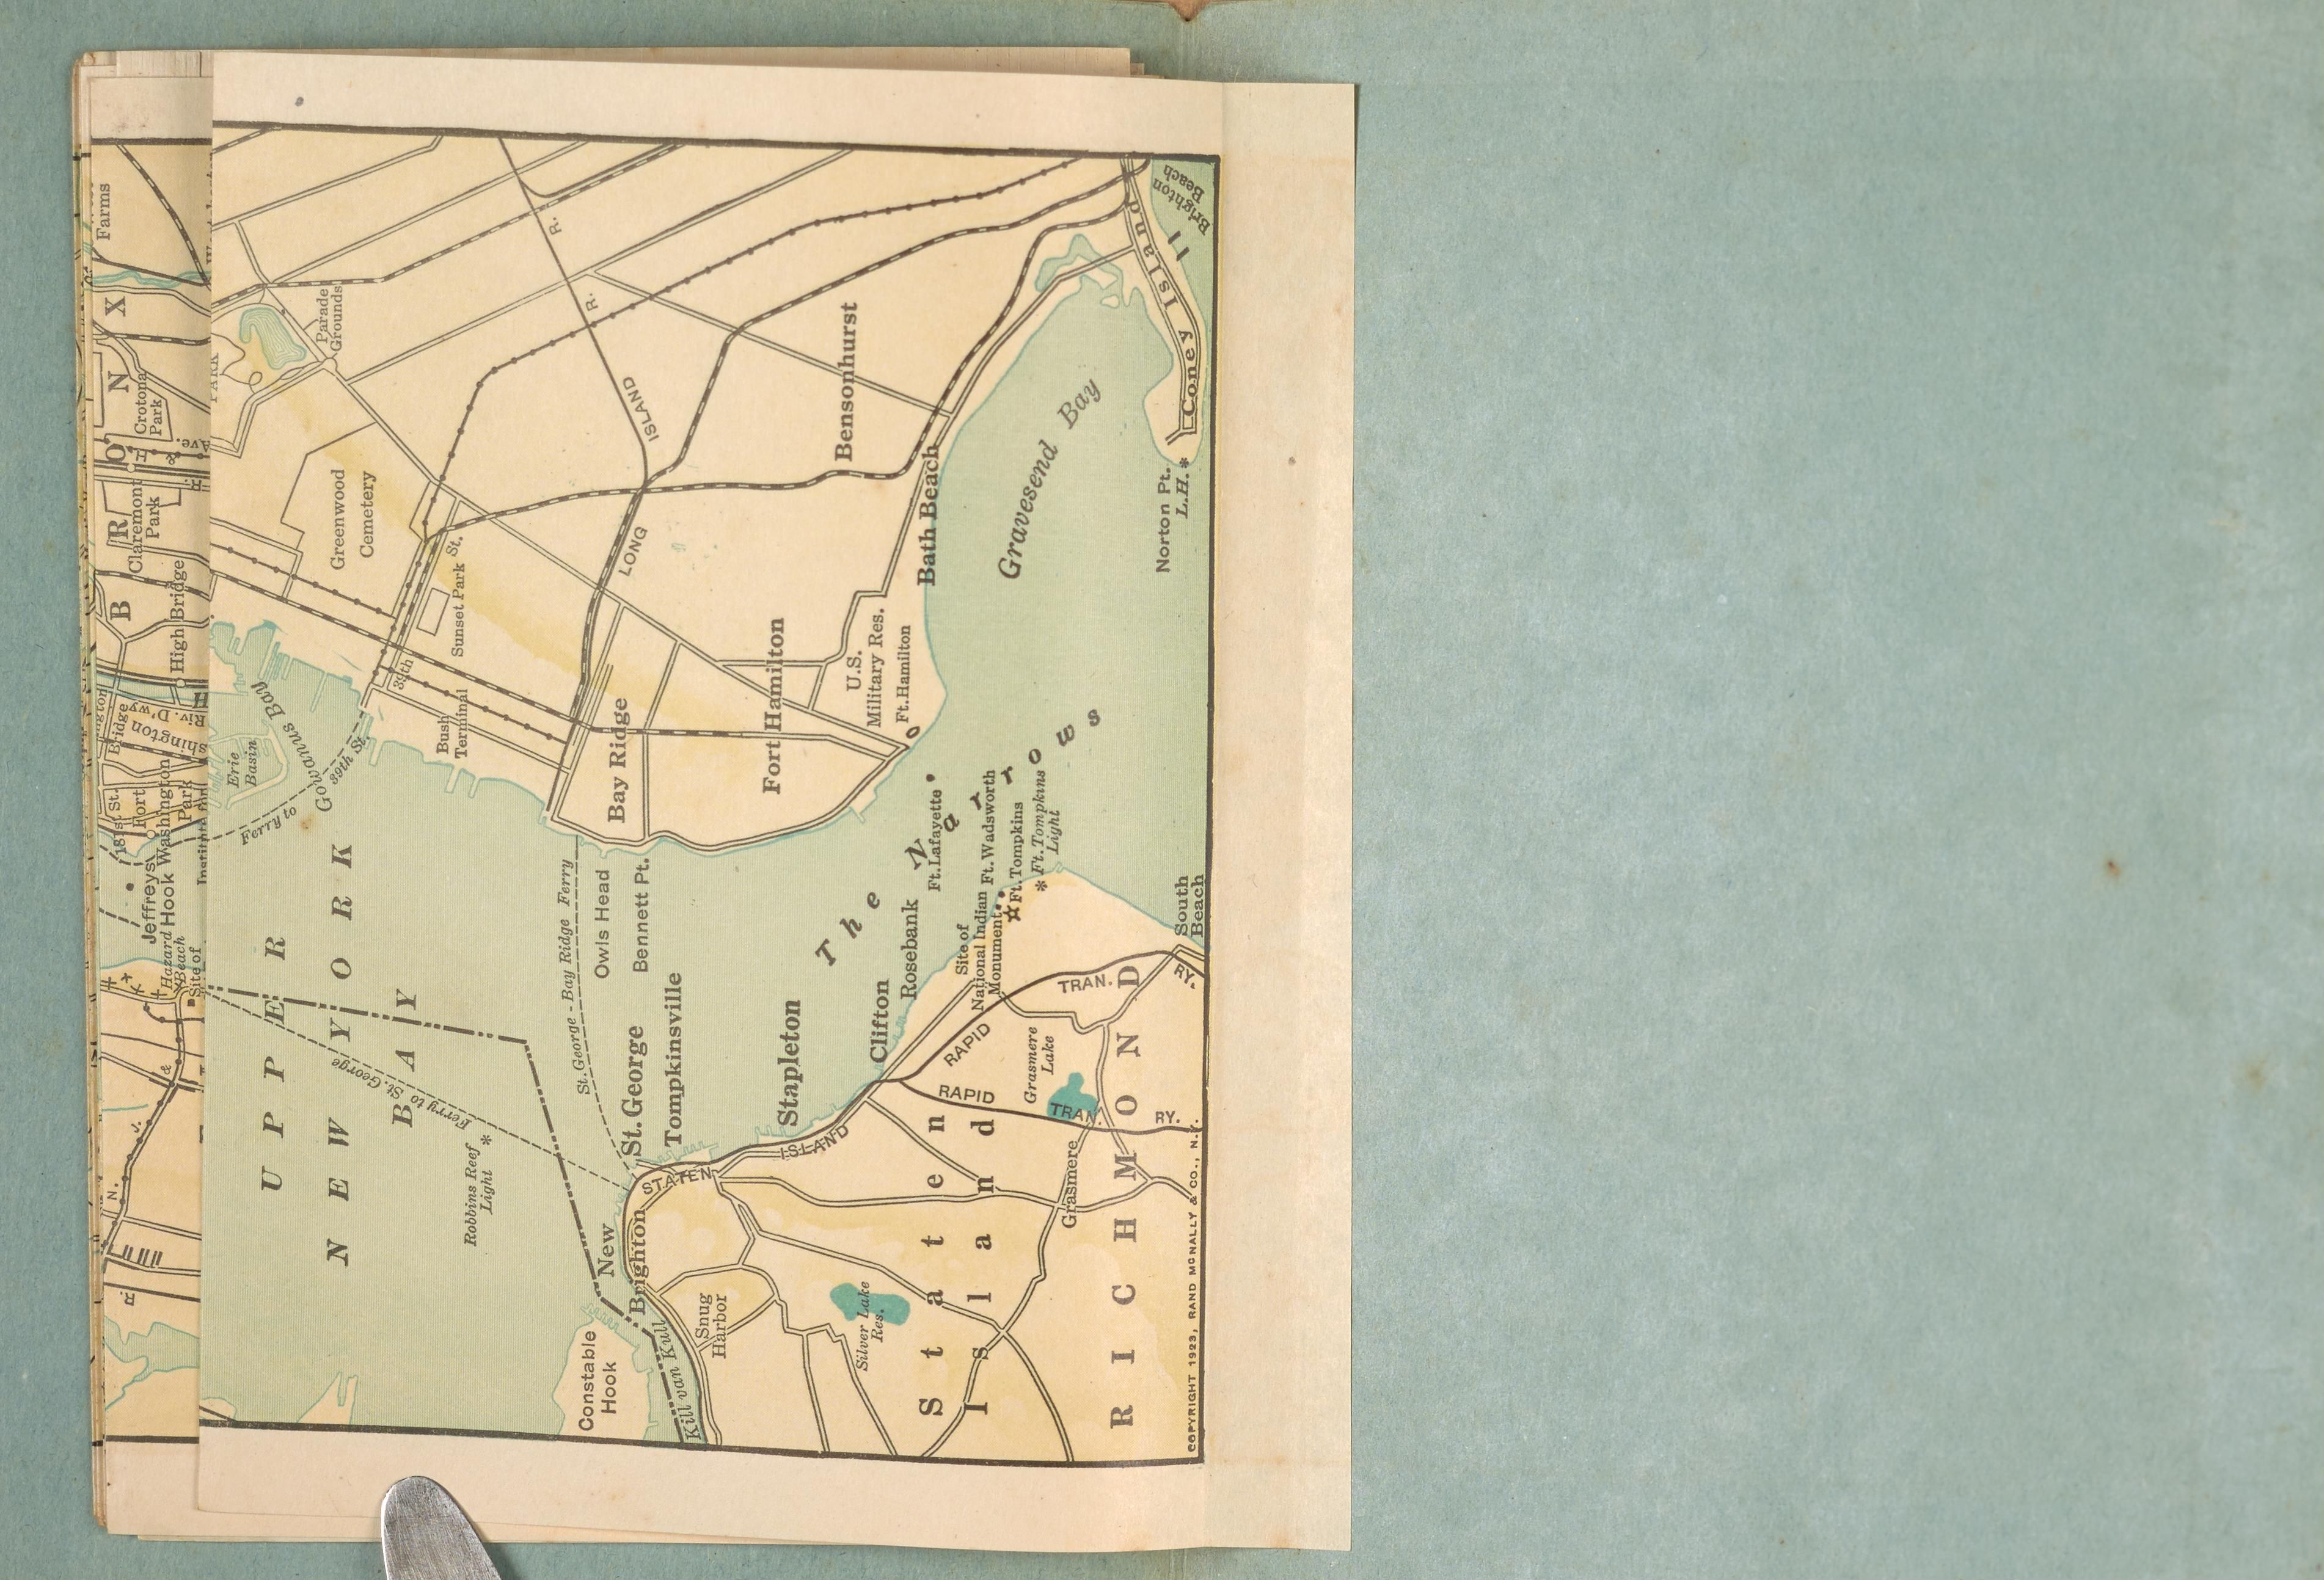 Farms
B R O N X
Crotona
Park
Claremont
Park
High Bridge
Ave.
&
R.
Riv. D'wy
Bridge
181st St.
Fort
Washington
Park
Jeffreys
Hook
Hazard
Beach
Site of
&
J.
N.
R.
PARK
Parade
Grounds
Greenwood
Cemetery
Erie
Basin
Gowanus Bay
39th St.
Ferry to
39th
St.
Sunset Park
Bush
Terminal
LONG
ISLAND
R.
R.
Bensonhurst
Bath Beach
Gravesend Bay
Coney Island
Brighton
Beach
Norton Pt.
L.H.
U.S.
Military Res.
Ft. Hamilton
Fort Hamilton
Bay Ridge
Owls Head
Bennett Pt.
St. George - Bay Ridge Ferry
UPPER
NEW YORK
BAY
Ferry to St. George
Robbins Reef
Light
The Narrows
Ft. Lafayette
Ft. Wadsworth
Ft. Tompkins
Ft. Tompkins
Light
Site of
National Indian
Monument
Rosebank
Clifton
Stapleton
Tompkinsville
St. George
New
Brighton
Constable
Hook
Kill van Kull
Snug
Harbor
Silver Lake
Res.
STATEN
ISLAND
RAPID
TRAN.
RY.
RAPID
TRAN.
RY.
Grasmere
Lake
Grasmere
South
Beach
Staten
Island
RICHMOND
COPYRIGHT 1923, RAND MCNALLY & CO., N.Y.